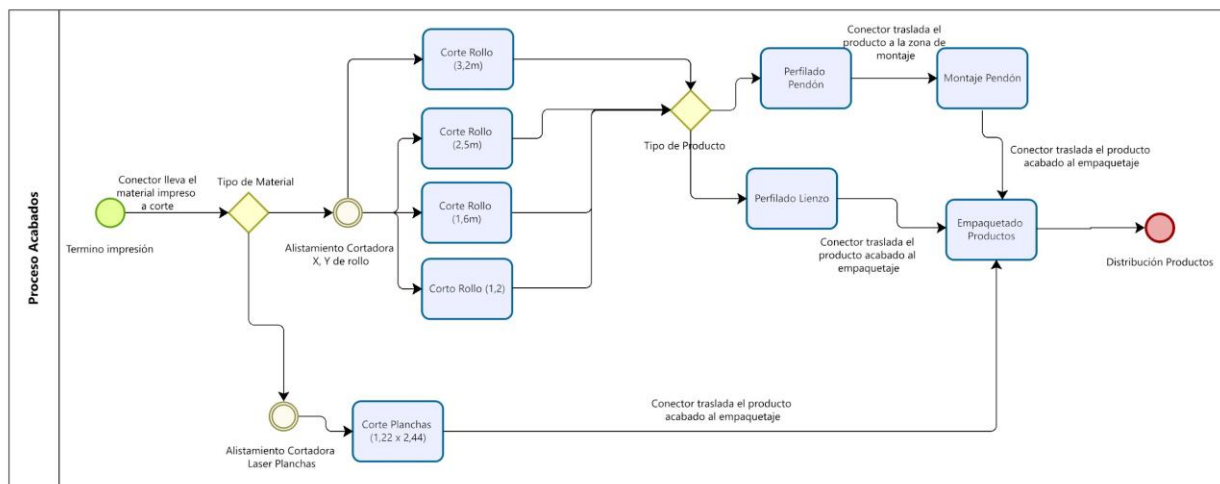 Proceso Acabados
Termino impresión
Conector lleva el
material impreso
a corte
Tipo de Material
Alistamiento Cortadora
X, Y de rollo
Corte Rollo
(3,2m)
Corte Rollo
(2,5m)
Corte Rollo
(1,6m)
Corto Rollo (1,2)
Tipo de Producto
Perfilado
Pendón
Conector traslada el
producto a la zona de
montaje
Montaje Pendón
Conector traslada el producto
acabado al empaquetaje
Perfilado Lienzo
Conector traslada el
producto acabado al
empaquetaje
Empaquetado
Productos
Distribución Productos
Alistamiento Cortadora
Laser Planchas
Corte Planchas
(1,22 x 2,44)
Conector traslada el producto
acabado al empaquetaje